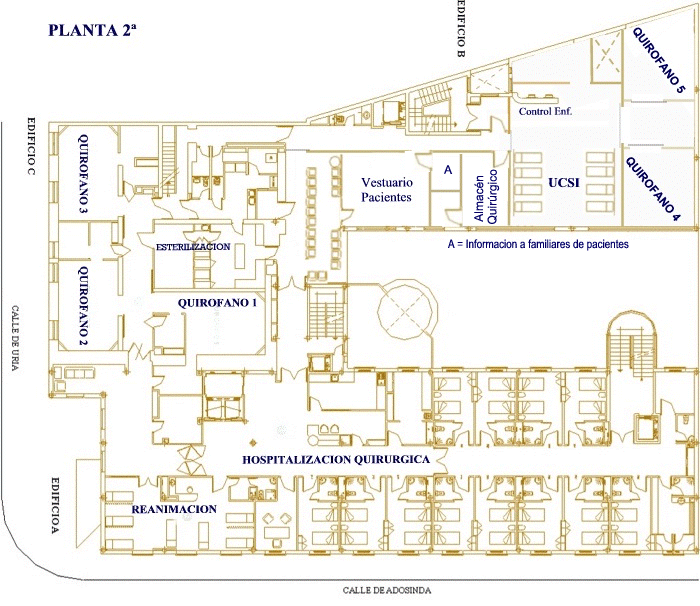 PLANTA 2ª
EDIFICIO B
QUIROFANO 5
Control Enf.
EDIFICIO C
QUIROFANO 3
Vestuario
Pacientes
A
Almacén
Quirúrgico
UCSI
QUIROFANO 4
A = Informacion a familiares de pacientes
ESTERILIZACION
QUIROFANO 2
QUIROFANO 1
CALLE DE URIA
HOSPITALIZACION QUIRURGICA
EDIFICIO A
REANIMACION
CALLE DE ADOSINDA